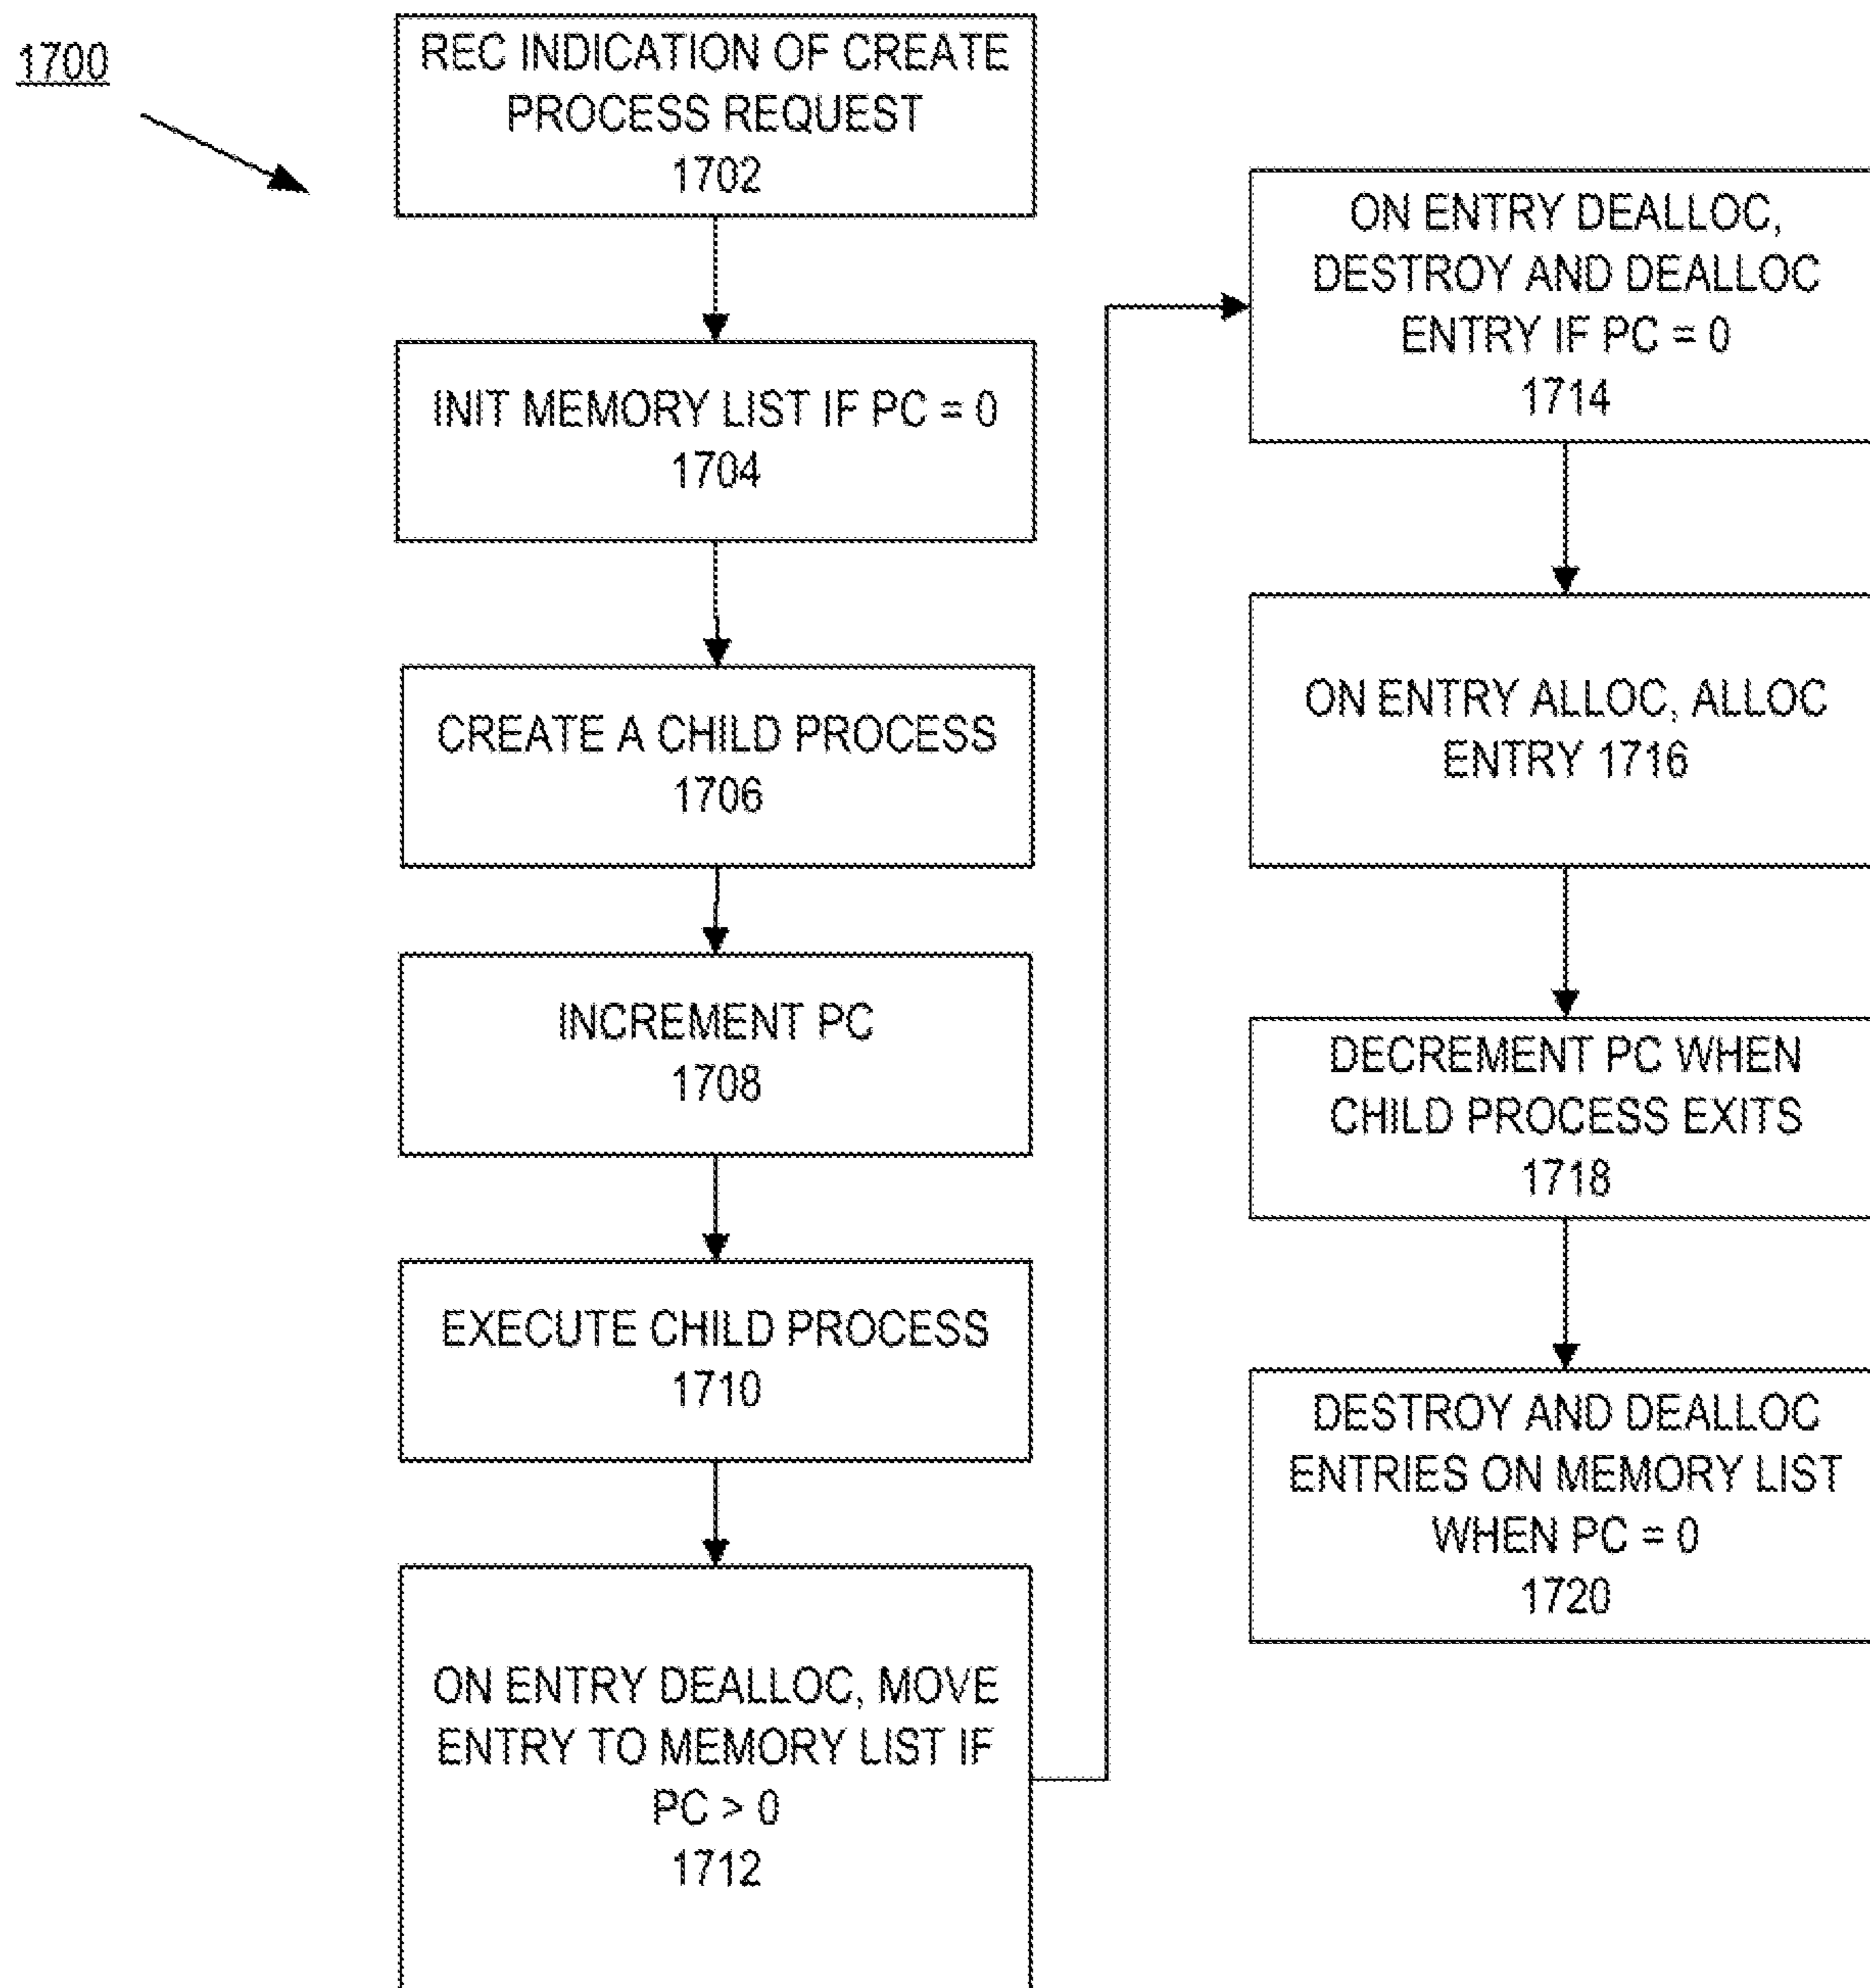 1700
REC INDICATION OF CREATE
PROCESS REQUEST
1702
INIT MEMORY LIST IF PC = 0
1704
CREATE A CHILD PROCESS
1706
INCREMENT PC
1708
EXECUTE CHILD PROCESS
1710
ON ENTRY DEALLOC, MOVE
ENTRY TO MEMORY LIST IF
PC > 0
1712
ON ENTRY DEALLOC,
DESTROY AND DEALLOC
ENTRY IF PC = 0
1714
ON ENTRY ALLOC, ALLOC
ENTRY 1716
DECREMENT PC WHEN
CHILD PROCESS EXITS
1718
DESTROY AND DEALLOC
ENTRIES ON MEMORY LIST
WHEN PC = 0
1720